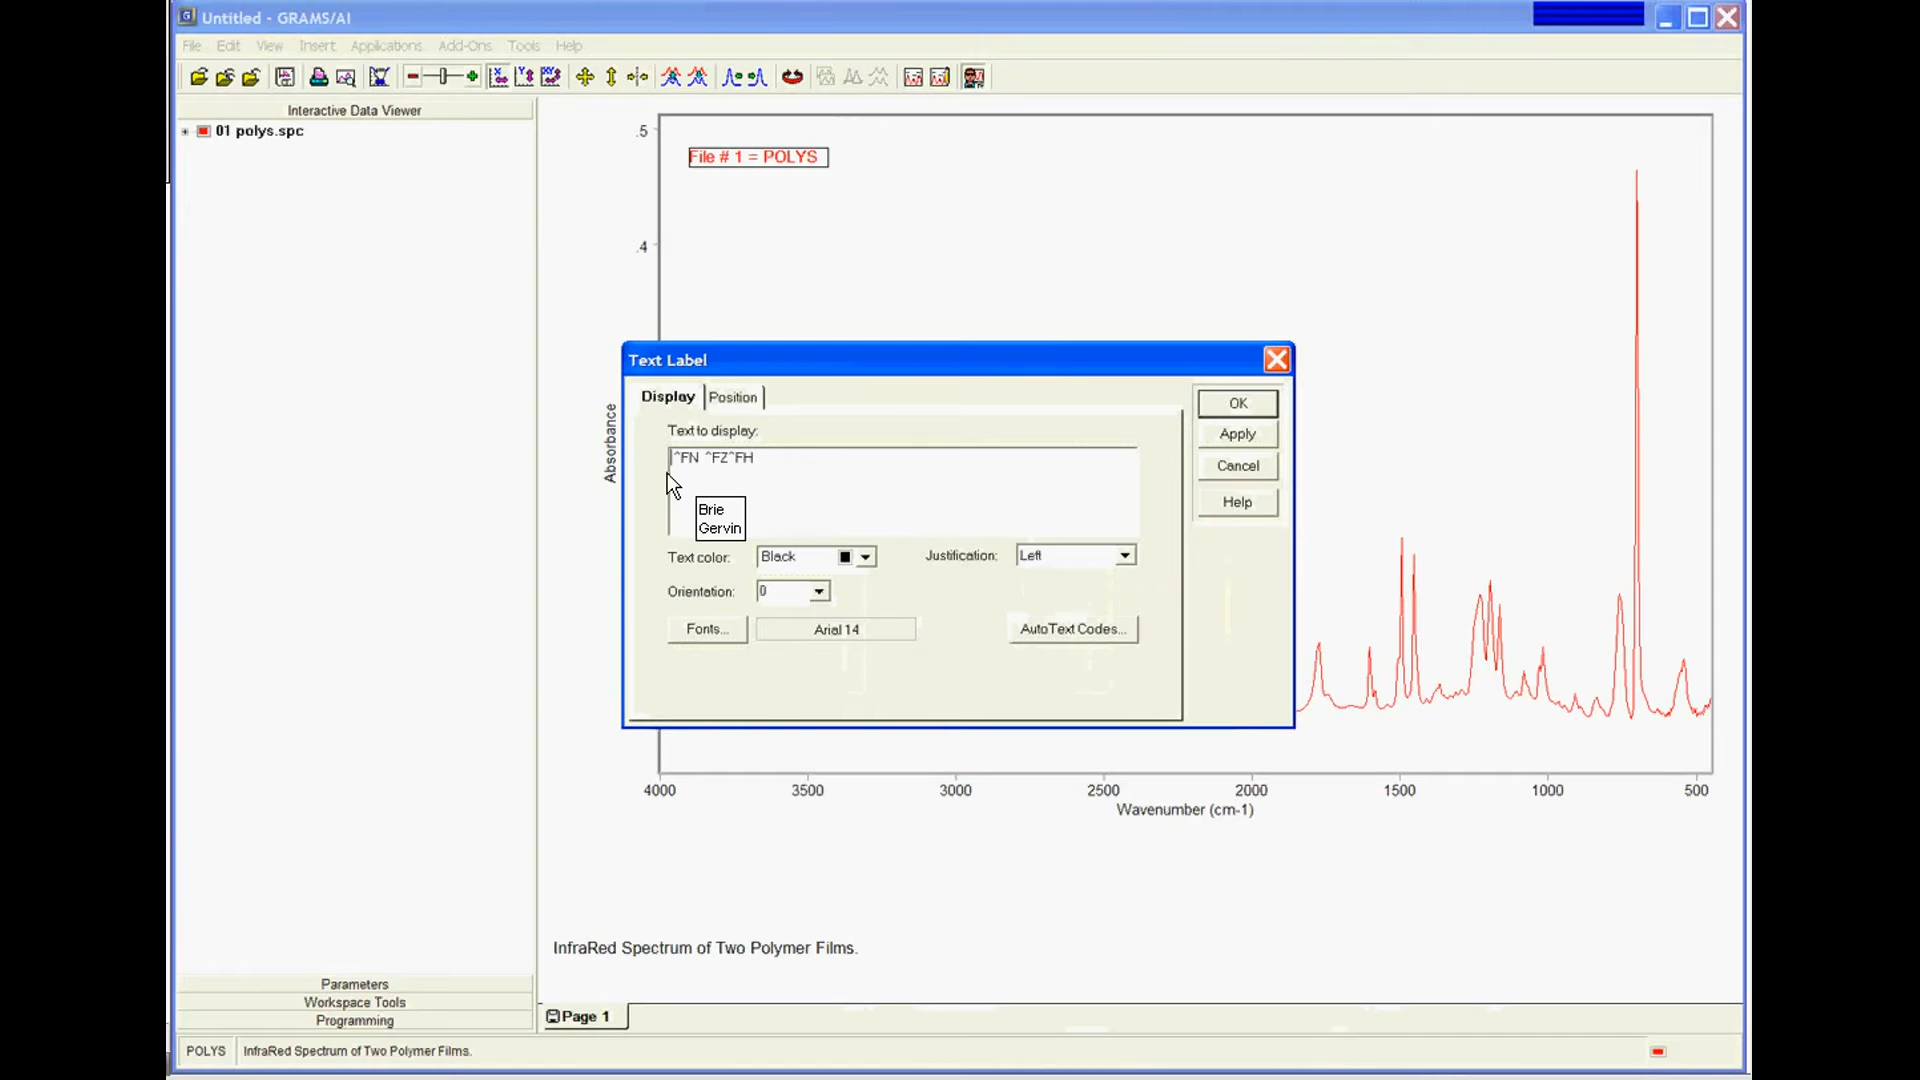 Untitled - GRAMS/AI
File Edit View Insert Applications Add-Ons Tools Help
Interactive Data Viewer
01 polys.spc
.5
File # 1 = POLYS
.4
Absorbance
Text Label
Display Position
Text to display:
^FN ^FZ^FH
Brie
Gervin
Text color: Black
Justification: Left
Orientation: 0
Fonts... Arial 14 AutoText Codes...
OK
Apply
Cancel
Help
4000 3500 3000 2500 2000 1500 1000 500
Wavenumber (cm-1)
InfraRed Spectrum of Two Polymer Films.
Parameters
Workspace Tools
Programming
Page 1
POLYS InfraRed Spectrum of Two Polymer Films.